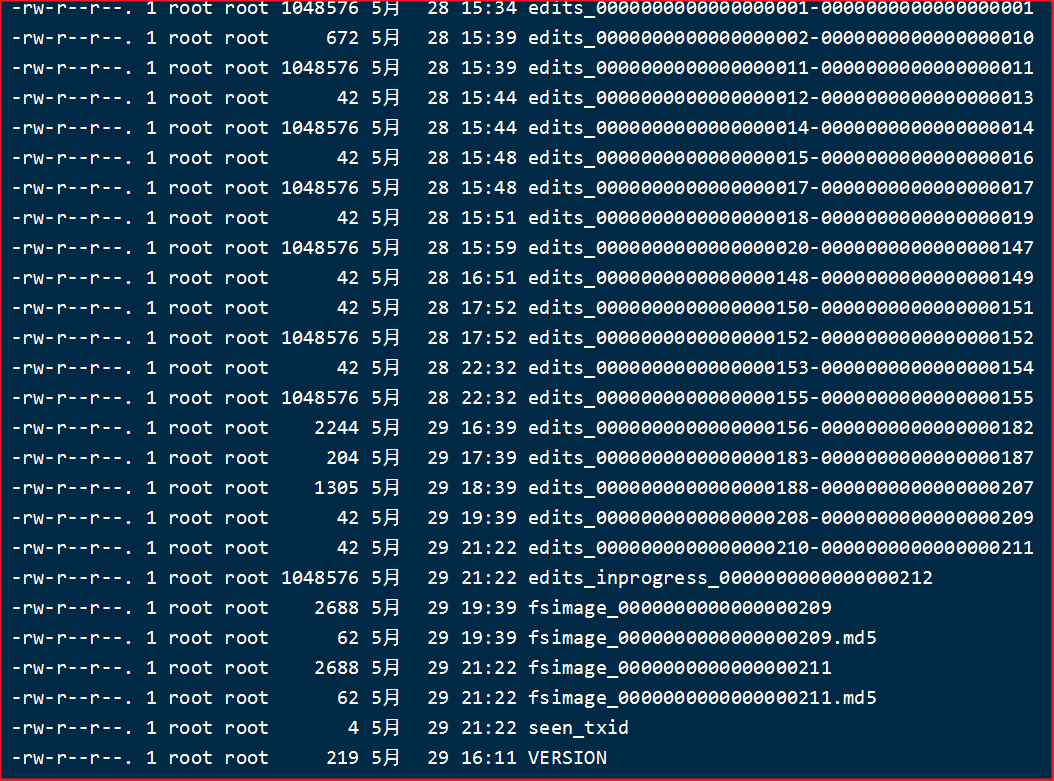 -rw-r--r--. 1 root root 1048576 5月  28 15:34 edits_0000000000000000001-0000000000000000001
-rw-r--r--. 1 root root     672 5月  28 15:39 edits_0000000000000000002-0000000000000000010
-rw-r--r--. 1 root root 1048576 5月  28 15:39 edits_0000000000000000011-0000000000000000011
-rw-r--r--. 1 root root      42 5月  28 15:44 edits_0000000000000000012-0000000000000000013
-rw-r--r--. 1 root root 1048576 5月  28 15:44 edits_0000000000000000014-0000000000000000014
-rw-r--r--. 1 root root      42 5月  28 15:48 edits_0000000000000000015-0000000000000000016
-rw-r--r--. 1 root root 1048576 5月  28 15:48 edits_0000000000000000017-0000000000000000017
-rw-r--r--. 1 root root      42 5月  28 15:51 edits_0000000000000000018-0000000000000000019
-rw-r--r--. 1 root root 1048576 5月  28 15:59 edits_0000000000000000020-0000000000000000147
-rw-r--r--. 1 root root      42 5月  28 16:51 edits_0000000000000000148-0000000000000000149
-rw-r--r--. 1 root root      42 5月  28 17:52 edits_0000000000000000150-0000000000000000151
-rw-r--r--. 1 root root 1048576 5月  28 17:52 edits_0000000000000000152-0000000000000000152
-rw-r--r--. 1 root root      42 5月  28 22:32 edits_0000000000000000153-0000000000000000154
-rw-r--r--. 1 root root 1048576 5月  28 22:32 edits_0000000000000000155-0000000000000000155
-rw-r--r--. 1 root root    2244 5月  29 16:39 edits_0000000000000000156-0000000000000000182
-rw-r--r--. 1 root root     204 5月  29 17:39 edits_0000000000000000183-0000000000000000187
-rw-r--r--. 1 root root    1305 5月  29 18:39 edits_0000000000000000188-0000000000000000207
-rw-r--r--. 1 root root      42 5月  29 19:39 edits_0000000000000000208-0000000000000000209
-rw-r--r--. 1 root root      42 5月  29 21:22 edits_0000000000000000210-0000000000000000211
-rw-r--r--. 1 root root 1048576 5月  29 21:22 edits_inprogress_0000000000000000212
-rw-r--r--. 1 root root    2688 5月  29 19:39 fsimage_0000000000000000209
-rw-r--r--. 1 root root      62 5月  29 19:39 fsimage_0000000000000000209.md5
-rw-r--r--. 1 root root    2688 5月  29 21:22 fsimage_0000000000000000211
-rw-r--r--. 1 root root      62 5月  29 21:22 fsimage_0000000000000000211.md5
-rw-r--r--. 1 root root       4 5月  29 21:22 seen_txid
-rw-r--r--. 1 root root     219 5月  29 16:11 VERSION